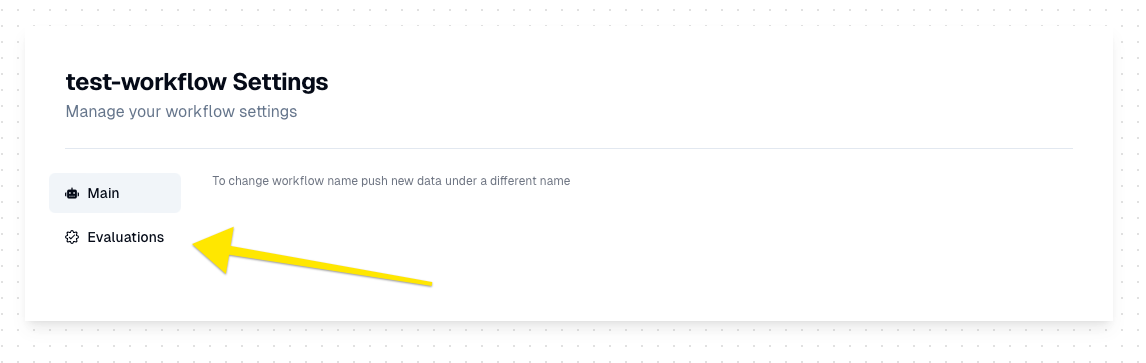 test-workflow Settings
Manage your workflow settings
Main
To change workflow name push new data under a different name
Evaluations